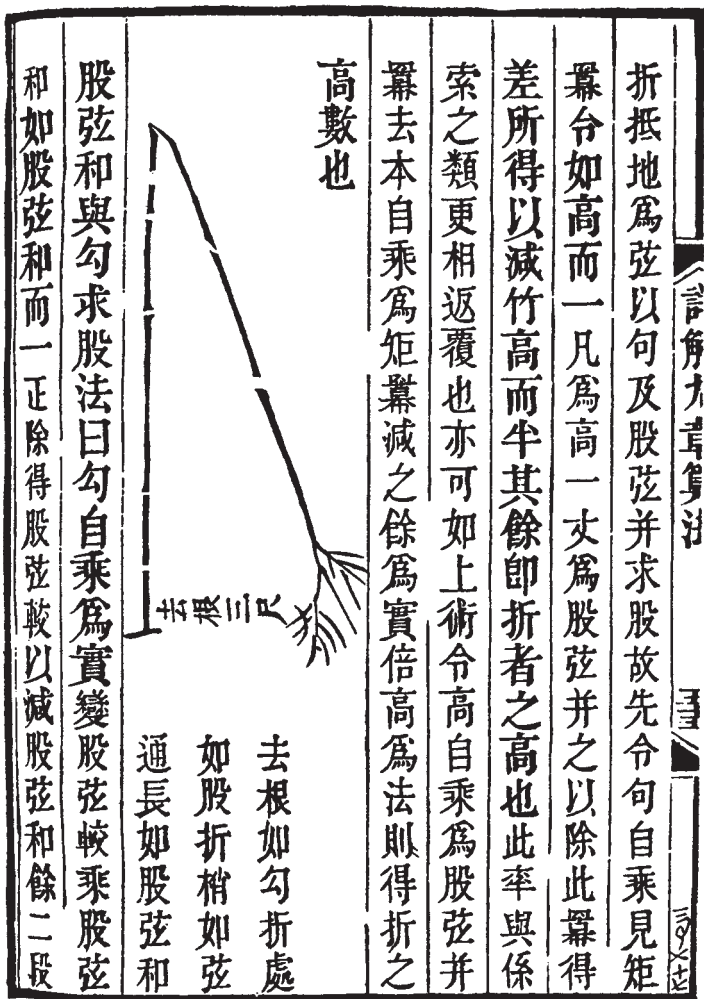 詳解九章算法
折抵地爲弦以句及股弦并求股故先令句自乘見矩
羃台如高而一凡爲高一丈爲股弦并之以除此羃得
差所得以減竹高而半其餘卽折者之高也此率與係
索之類更相返覆也亦可如上術令高自乘爲股弦并
羃去本自乘爲矩羃減之餘爲實倍高爲法則得折之
高數也
去根三尺
去根如勾折處
如股折梢如弦
通長如股弦和
股弦和與勾求股法曰勾自乘爲實變股弦較乘股弦
和如股弦和而一正除得股弦較以減股弦和餘二段